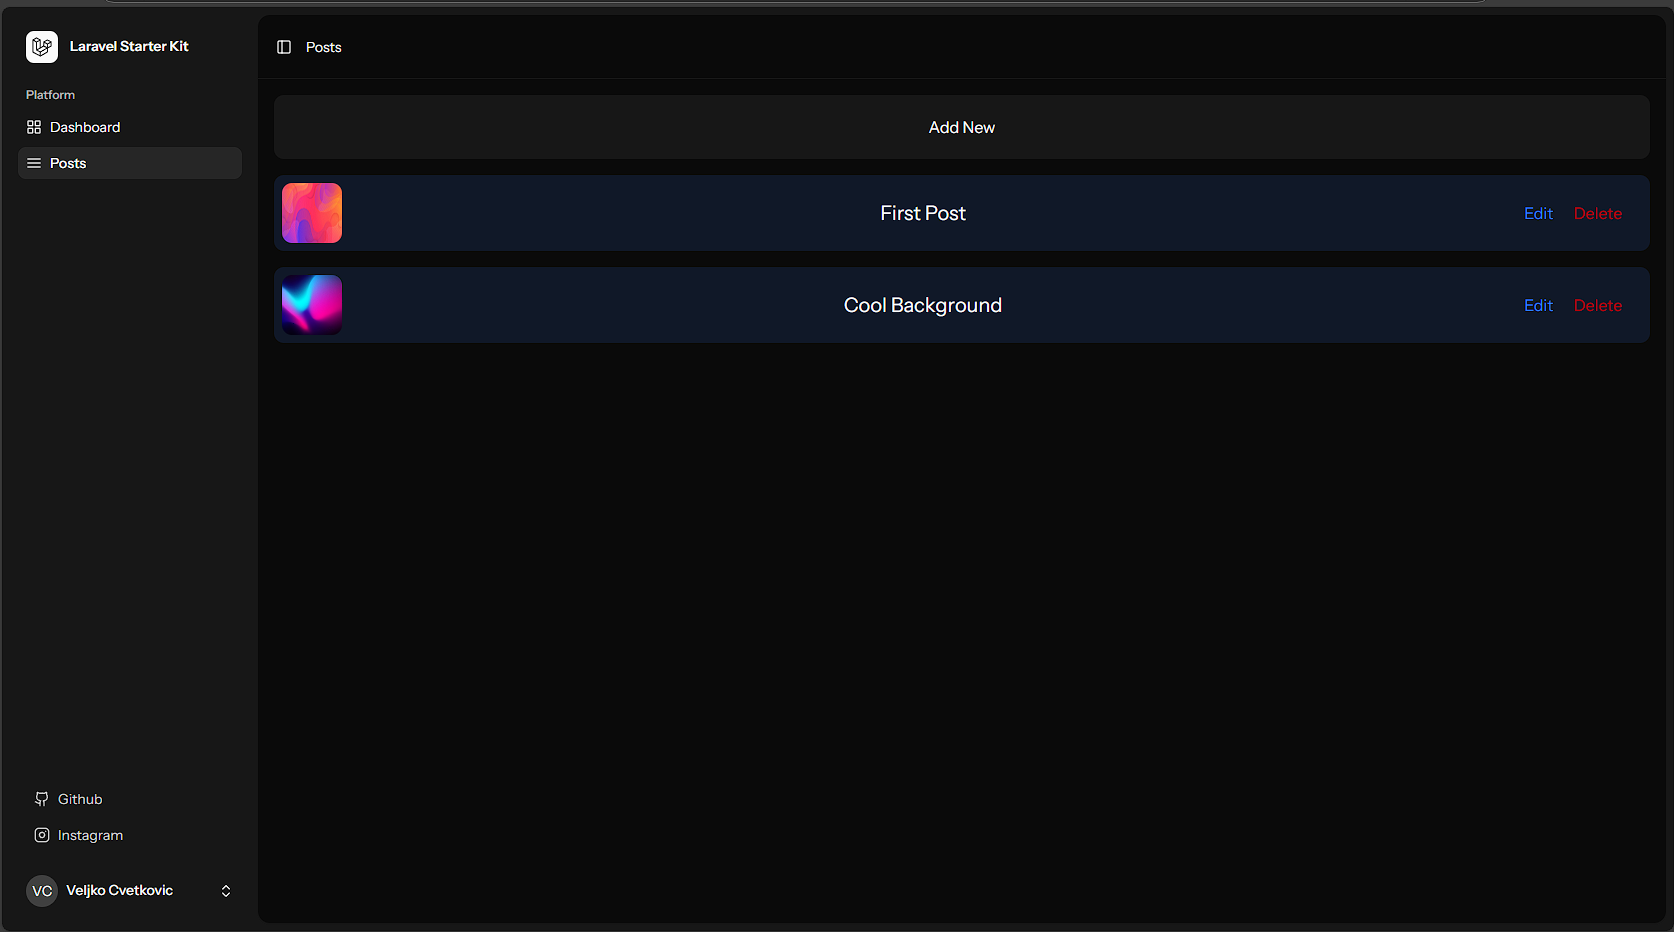 Laravel Starter Kit
Platform
Dashboard
Posts
Github
Instagram
VC Veljko Cvetkovic
Posts
Add New
First Post Edit Delete
Cool Background Edit Delete